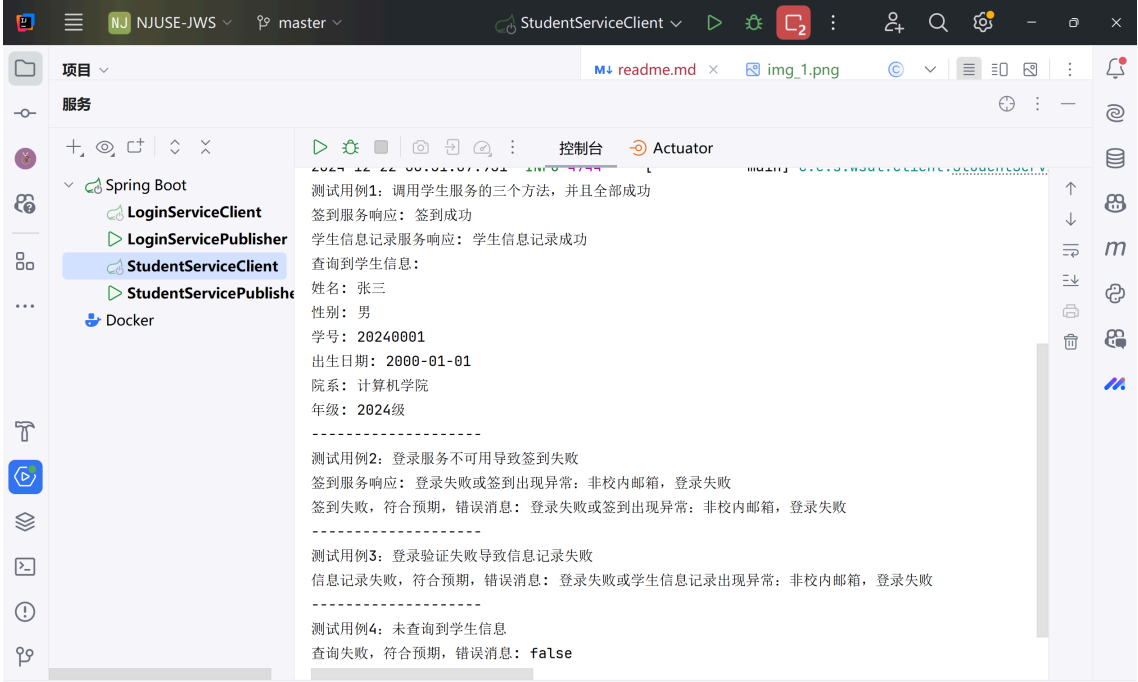 NJ NJUSE-JWS master StudentServiceClient 2
项目 readme.md img_1.png
服务
控制台 Actuator
Spring Boot
LoginServiceClient
LoginServicePublisher
StudentServiceClient
StudentServicePublishe
Docker
测试用例1: 调用学生服务的三个方法，并且全部成功
签到服务响应: 签到成功
学生信息记录服务响应: 学生信息记录成功
查询到学生信息:
姓名: 张三
性别: 男
学号: 20240001
出生日期: 2000-01-01
院系: 计算机学院
年级: 2024级
--------------------
测试用例2: 登录服务不可用导致签到失败
签到服务响应: 登录失败或签到出现异常: 非校内邮箱，登录失败
签到失败，符合预期，错误消息: 登录失败或签到出现异常: 非校内邮箱，登录失败
--------------------
测试用例3: 登录验证失败导致信息记录失败
信息记录失败，符合预期，错误消息: 登录失败或学生信息记录出现异常: 非校内邮箱，登录失败
--------------------
测试用例4: 未查询到学生信息
查询失败，符合预期，错误消息: false